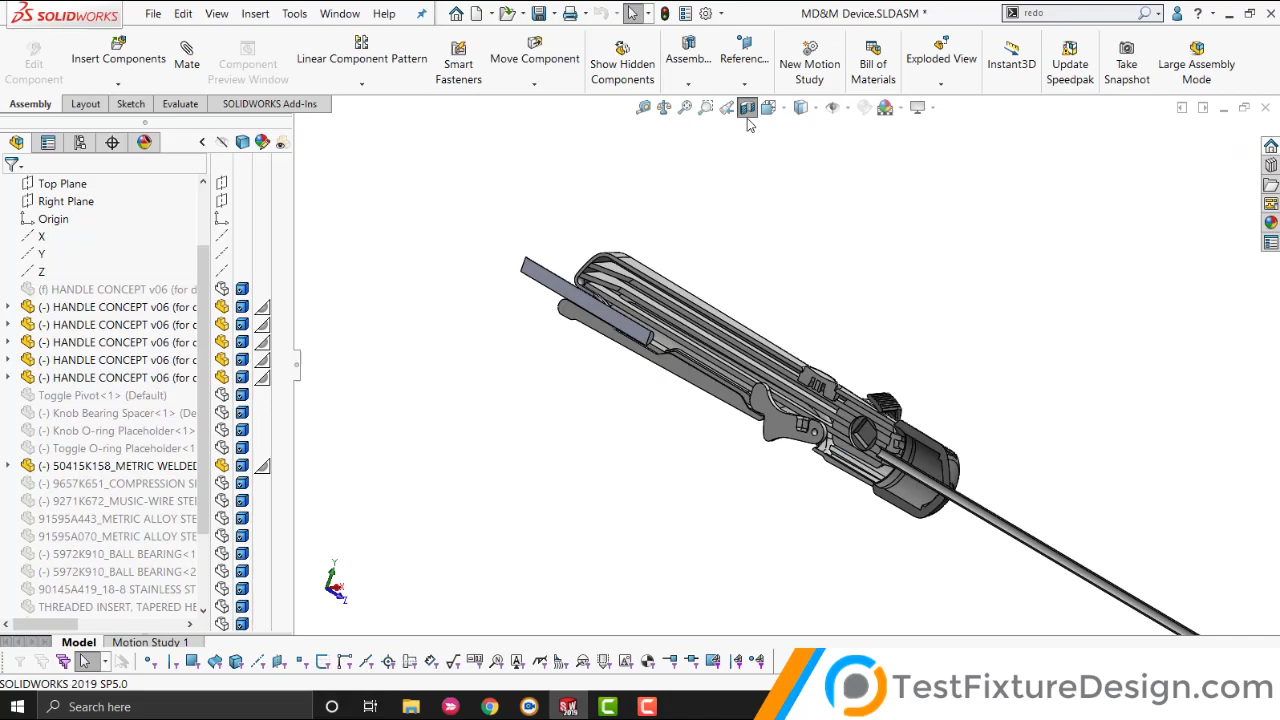 SOLIDWORKS File Edit View Insert Tools Window Help MD&M Device.SLDASM * redo
Edit Component
Insert Components
Mate
Component Preview Window
Linear Component Pattern
Smart Fasteners
Move Component
Show Hidden Components
Assemb...
Referenc...
New Motion Study
Bill of Materials
Exploded View
Instant3D
Update Speedpak
Take Snapshot
Large Assembly Mode
Assembly Layout Sketch Evaluate SOLIDWORKS Add-Ins
Top Plane
Right Plane
Origin
X
Y
Z
(f) HANDLE CONCEPT v06 (for d
(-) HANDLE CONCEPT v06 (for c
(-) HANDLE CONCEPT v06 (for c
(-) HANDLE CONCEPT v06 (for c
(-) HANDLE CONCEPT v06 (for c
(-) HANDLE CONCEPT v06 (for c
Toggle Pivot<1> (Default)
(-) Knob Bearing Spacer<1> (De
(-) Knob O-ring Placeholder<1>
(-) Toggle O-ring Placeholder<1
(-) 50415K158_METRIC WELDED
(-) 9657K651_COMPRESSION SI
(-) 9271K672_MUSIC-WIRE STE
91595A443_METRIC ALLOY STE
91595A070_METRIC ALLOY STE
(-) 5972K910_BALL BEARING<1
(-) 5972K910_BALL BEARING<2
90145A419_18-8 STAINLESS ST
THREADED INSERT, TAPERED HE
Y
X
Z
Model Motion Study 1
SOLIDWORKS 2019 SP5.0
Search here
SW 2019
TestFixtureDesign.com